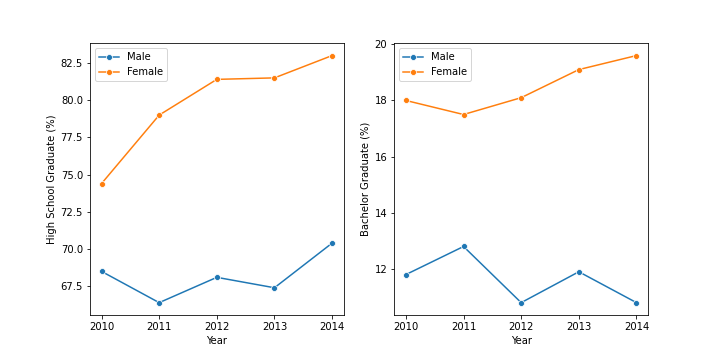 Male
Female
82.5
80.0
77.5
75.0
72.5
70.0
67.5
High School Graduate (%)
2010 2011 2012 2013 2014
Year
Male
Female
20
18
16
14
12
Bachelor Graduate (%)
2010 2011 2012 2013 2014
Year